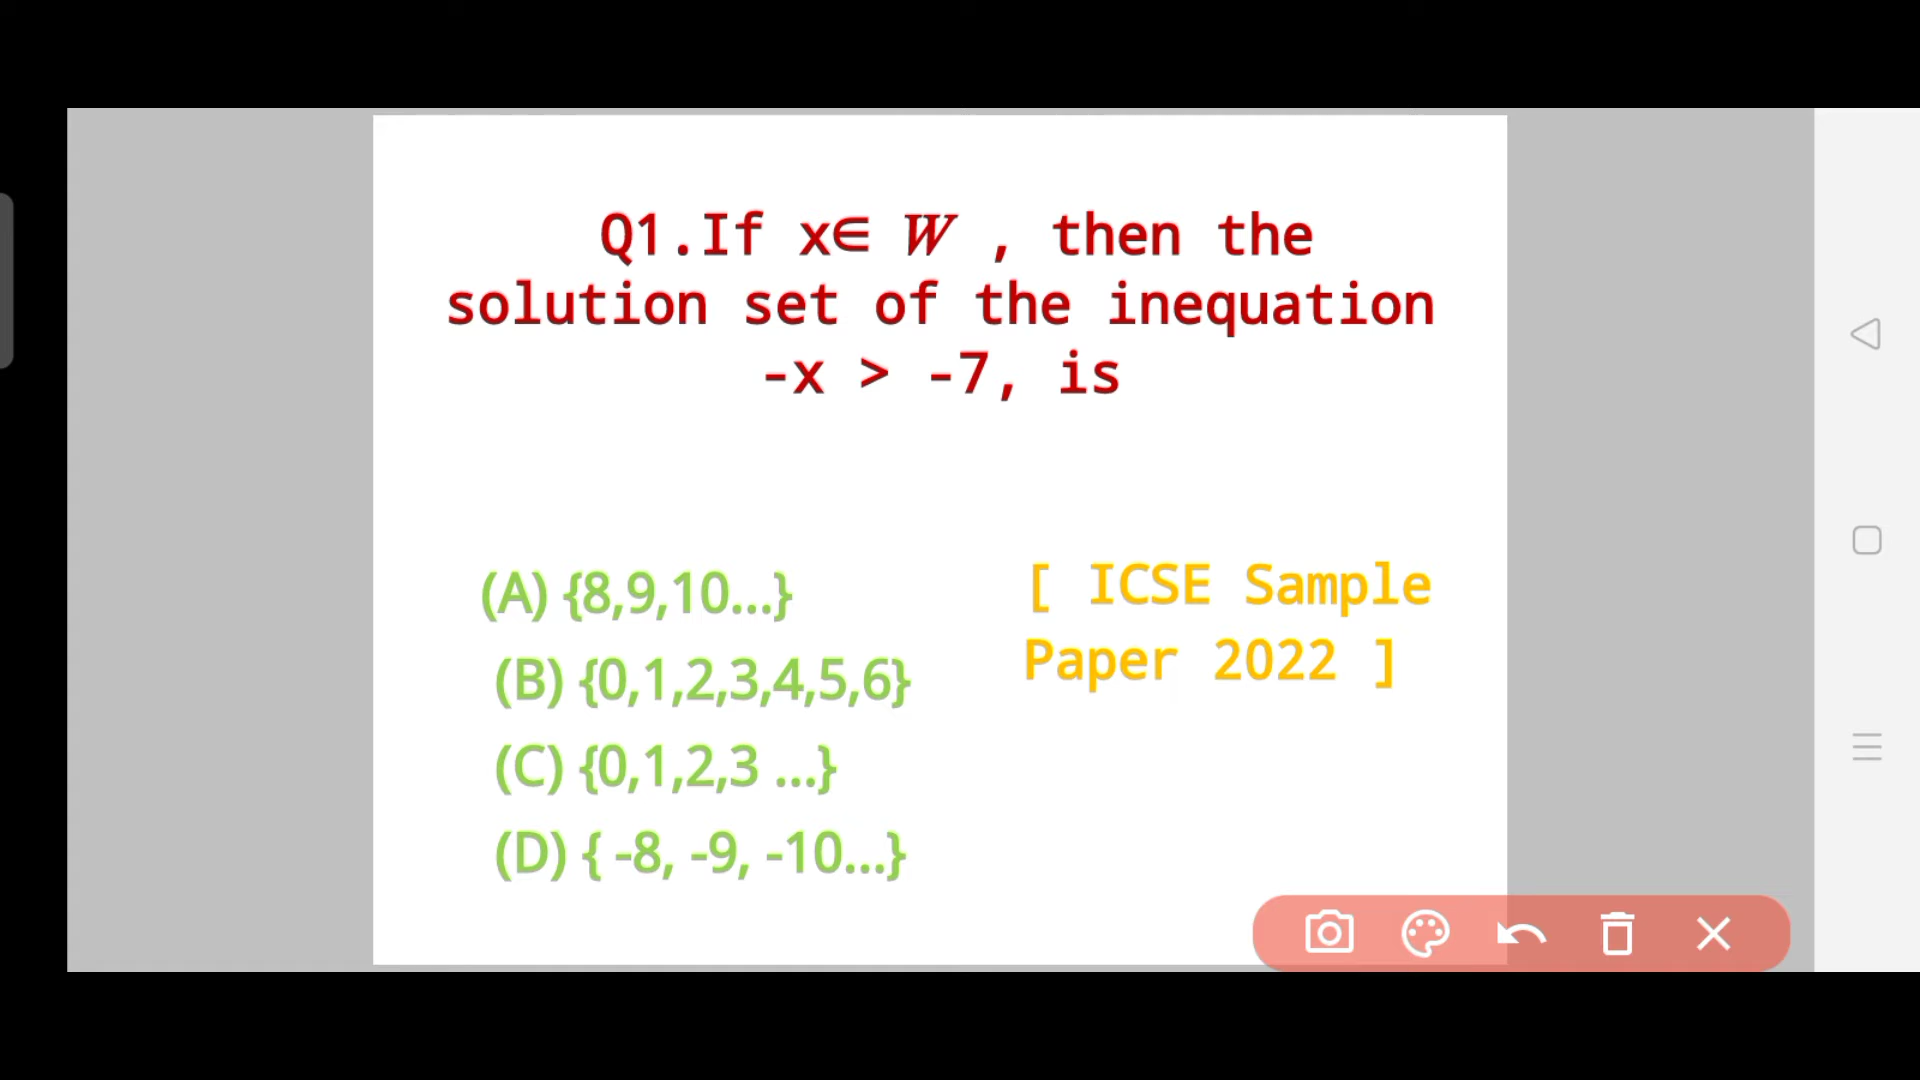 Q1.If x∈ W , then the
solution set of the inequation
-x > -7, is
(A) {8,9,10...}
(B) {0,1,2,3,4,5,6}
(C) {0,1,2,3 ...}
(D) { -8, -9, -10...}
[ ICSE Sample
Paper 2022 ]